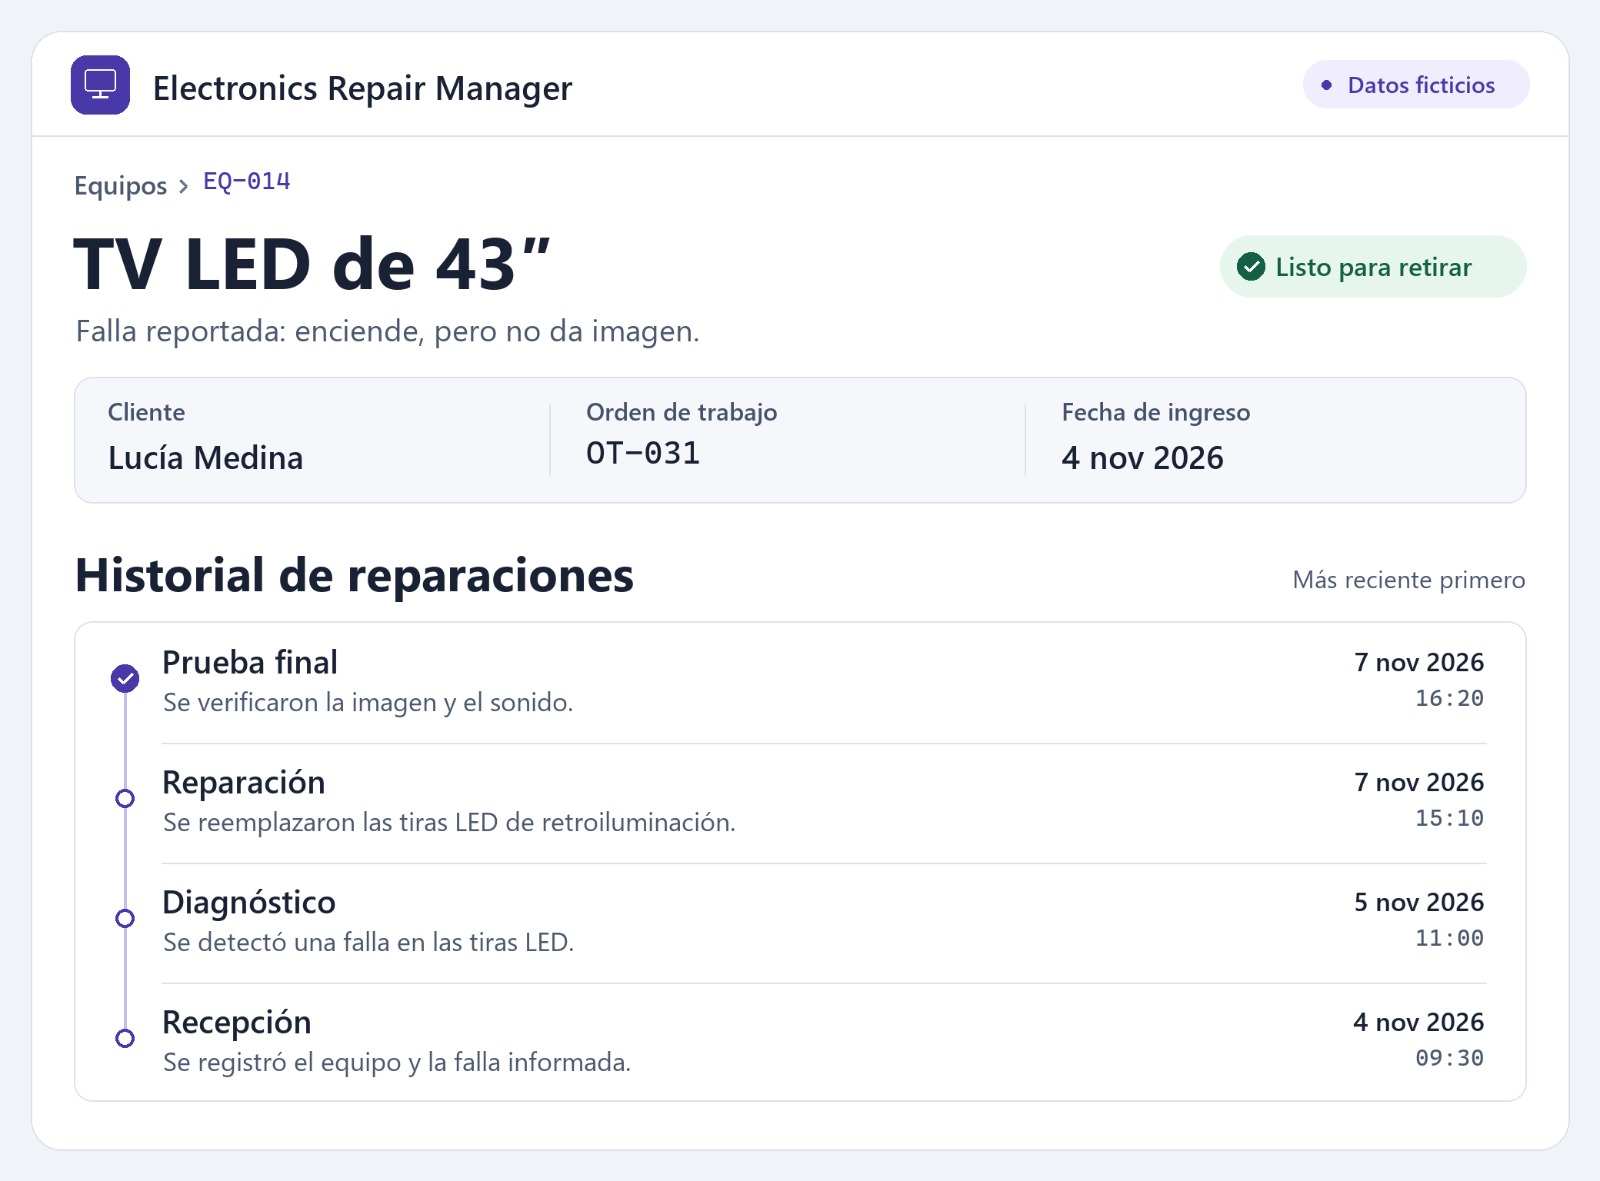 Electronics Repair Manager
Datos ficticios
Equipos › EQ-014
TV LED de 43″
Listo para retirar
Falla reportada: enciende, pero no da imagen.
Cliente
Lucía Medina
Orden de trabajo
OT-031
Fecha de ingreso
4 nov 2026
Historial de reparaciones
Más reciente primero
Prueba final
Se verificaron la imagen y el sonido.
7 nov 2026
16:20
Reparación
Se reemplazaron las tiras LED de retroiluminación.
7 nov 2026
15:10
Diagnóstico
Se detectó una falla en las tiras LED.
5 nov 2026
11:00
Recepción
Se registró el equipo y la falla informada.
4 nov 2026
09:30